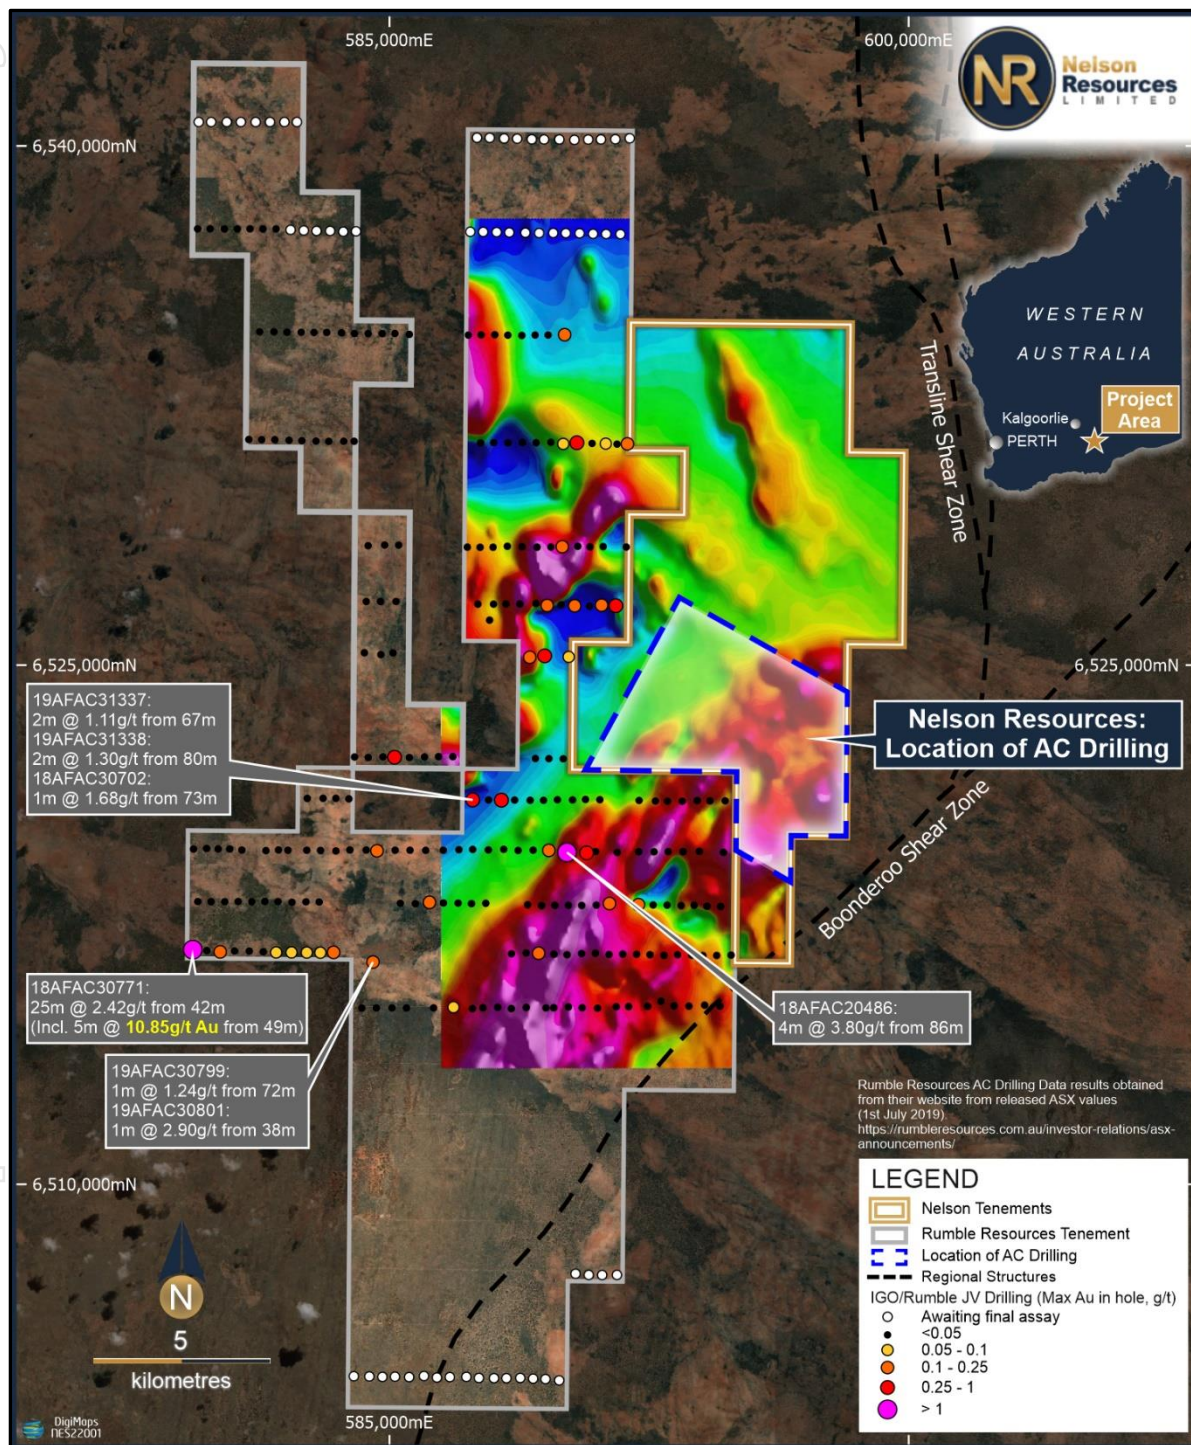 585,000mE
600,000mE
NR
Nelson
Resources
LIMITED
6,540,000mN
WESTERN
AUSTRALIA
Kalgoorlie
PERTH
Project
Area
Transline Shear Zone
6,525,000mN
6,525,000mN
19AFAC31337:
2m @ 1.11g/t from 67m
19AFAC31338:
2m @ 1.30g/t from 80m
18AFAC30702:
1m @ 1.68g/t from 73m
Nelson Resources:
Location of AC Drilling
Boonderoo Shear Zone
18AFAC30771:
25m @ 2.42g/t from 42m
(Incl. 5m @ 10.85g/t Au from 49m)
18AFAC20486:
4m @ 3.80g/t from 86m
19AFAC30799:
1m @ 1.24g/t from 72m
19AFAC30801:
1m @ 2.90g/t from 38m
Rumble Resources AC Drilling Data results obtained
from their website from released ASX values
(1st July 2019).
https://rumbleresources.com.au/investor-relations/asx-
announcements/
6,510,000mN
LEGEND
Nelson Tenements
Rumble Resources Tenement
Location of AC Drilling
Regional Structures
IGO/Rumble JV Drilling (Max Au in hole, g/t)
Awaiting final assay
<0.05
0.05 - 0.1
0.1 - 0.25
0.25 - 1
> 1
N
5
kilometres
585,000mE
DigiMaps
NES22001